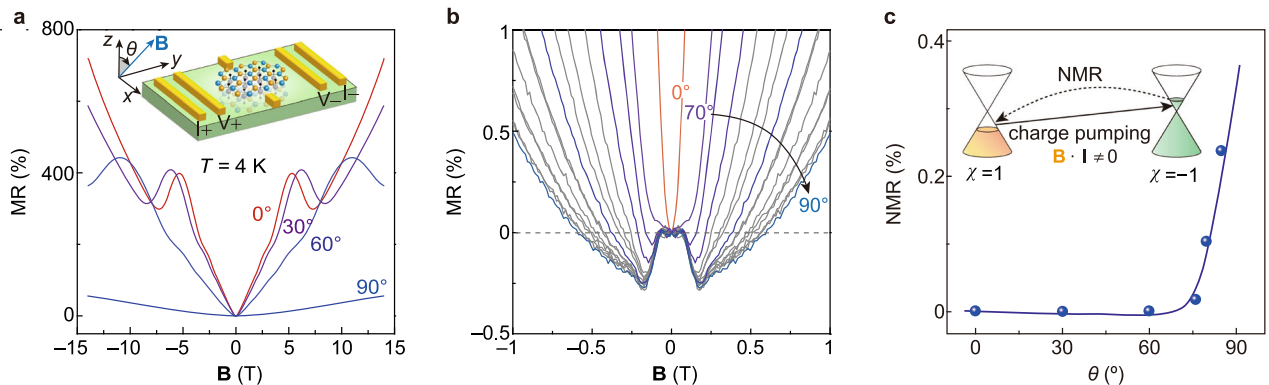 a
800
400
0
MR (%)
z
θ
B
y
x
I+
V+
V−
I−
T = 4 K
0°
30°
60°
90°
−15
−10
−5
0
5
10
15
B (T)
b
1
0.5
0
−0.5
MR (%)
0°
70°
90°
−1
−0.5
0
0.5
1
B (T)
c
0.4
0.2
0
NMR (%)
NMR
charge pumping
B · I ≠ 0
χ = 1
χ = −1
0
30
60
90
θ (º)